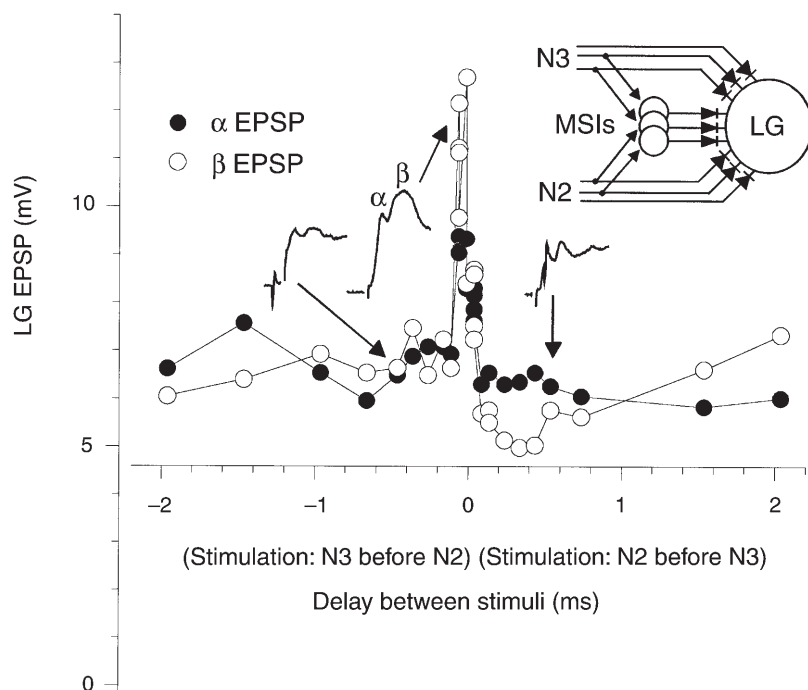 N3
MSIs
LG
N2
α EPSP
β EPSP
α
β
LG EPSP (mV)
10
5
0
−2
−1
0
1
2
(Stimulation: N3 before N2) (Stimulation: N2 before N3)
Delay between stimuli (ms)